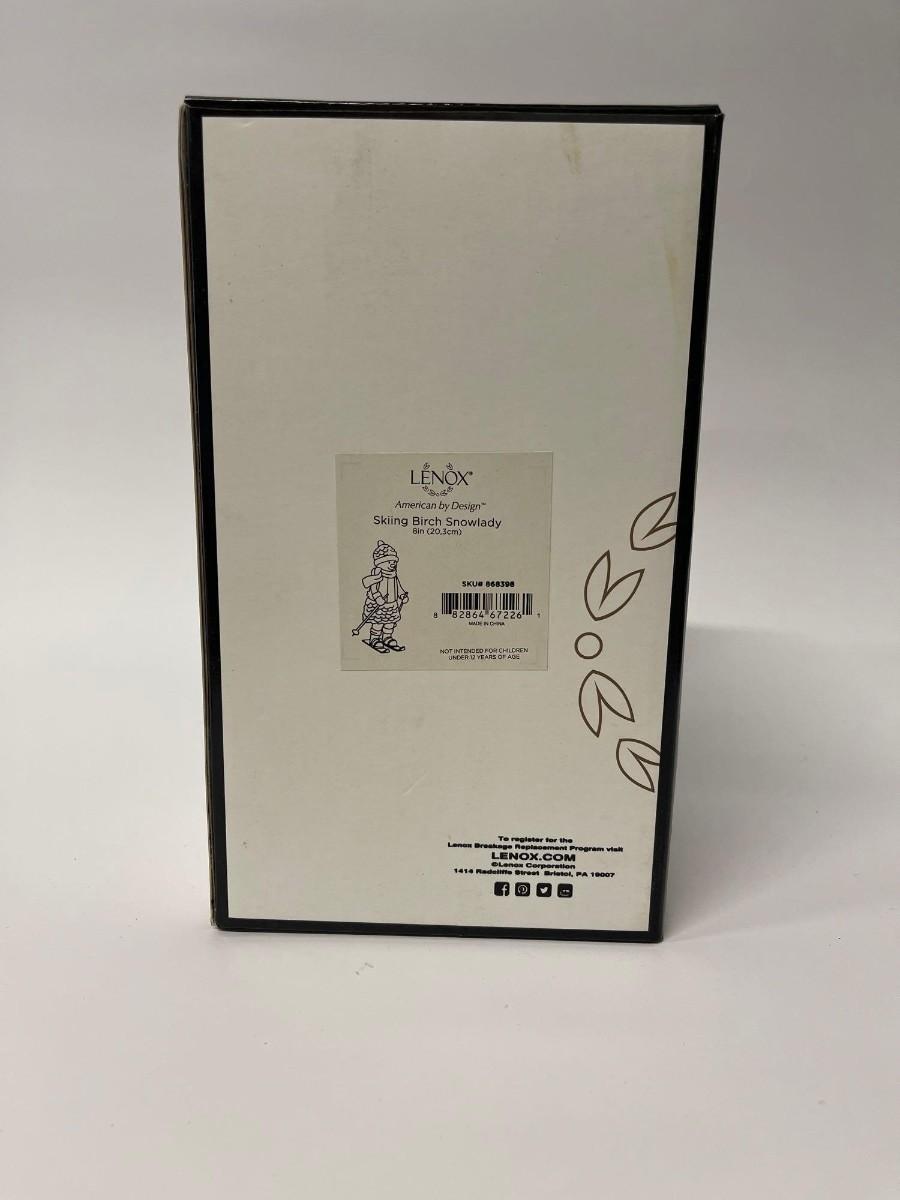 LENOX®
American by Design™
Skiing Birch Snowlady
8in (20,3cm)
SKU# 868398
8 82864 67226 1
MADE IN CHINA
NOT INTENDED FOR CHILDREN
UNDER 12 YEARS OF AGE
To register for the
Lenox Breakage Replacement Program visit
LENOX.COM
©Lenox Corporation
1414 Radcliffe Street Bristol, PA 19007